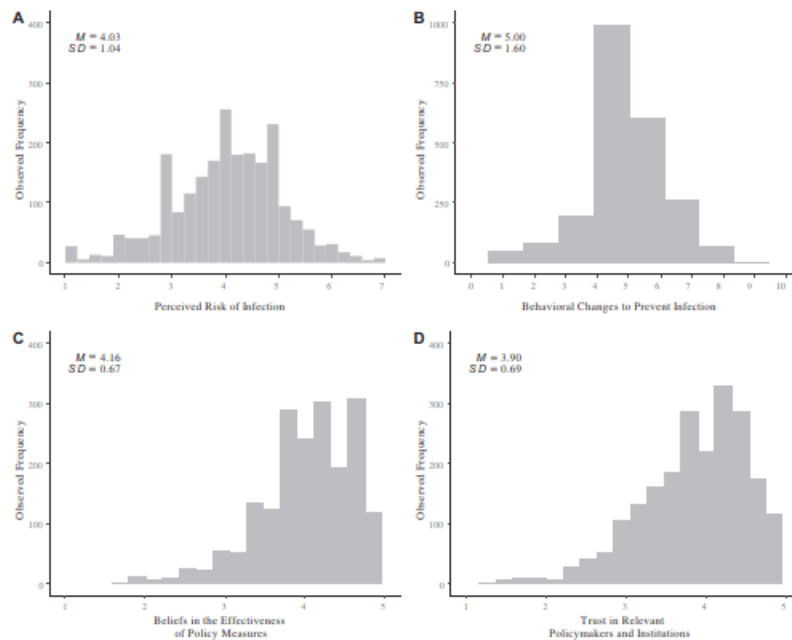 A
M = 4.03
SD = 1.04
400
300
200
100
0
Observed Frequency
1 2 3 4 5 6 7
Perceived Risk of Infection
B
M = 5.00
SD = 1.60
1000
750
500
250
0
Observed Frequency
0 1 2 3 4 5 6 7 8 9 10
Behavioral Changes to Prevent Infection
C
M = 4.16
SD = 0.67
400
300
200
100
0
Observed Frequency
1 2 3 4 5
Beliefs in the Effectiveness
of Policy Measures
D
M = 3.90
SD = 0.69
400
300
200
100
0
Observed Frequency
1 2 3 4 5
Trust in Relevant
Policymakers and Institutions